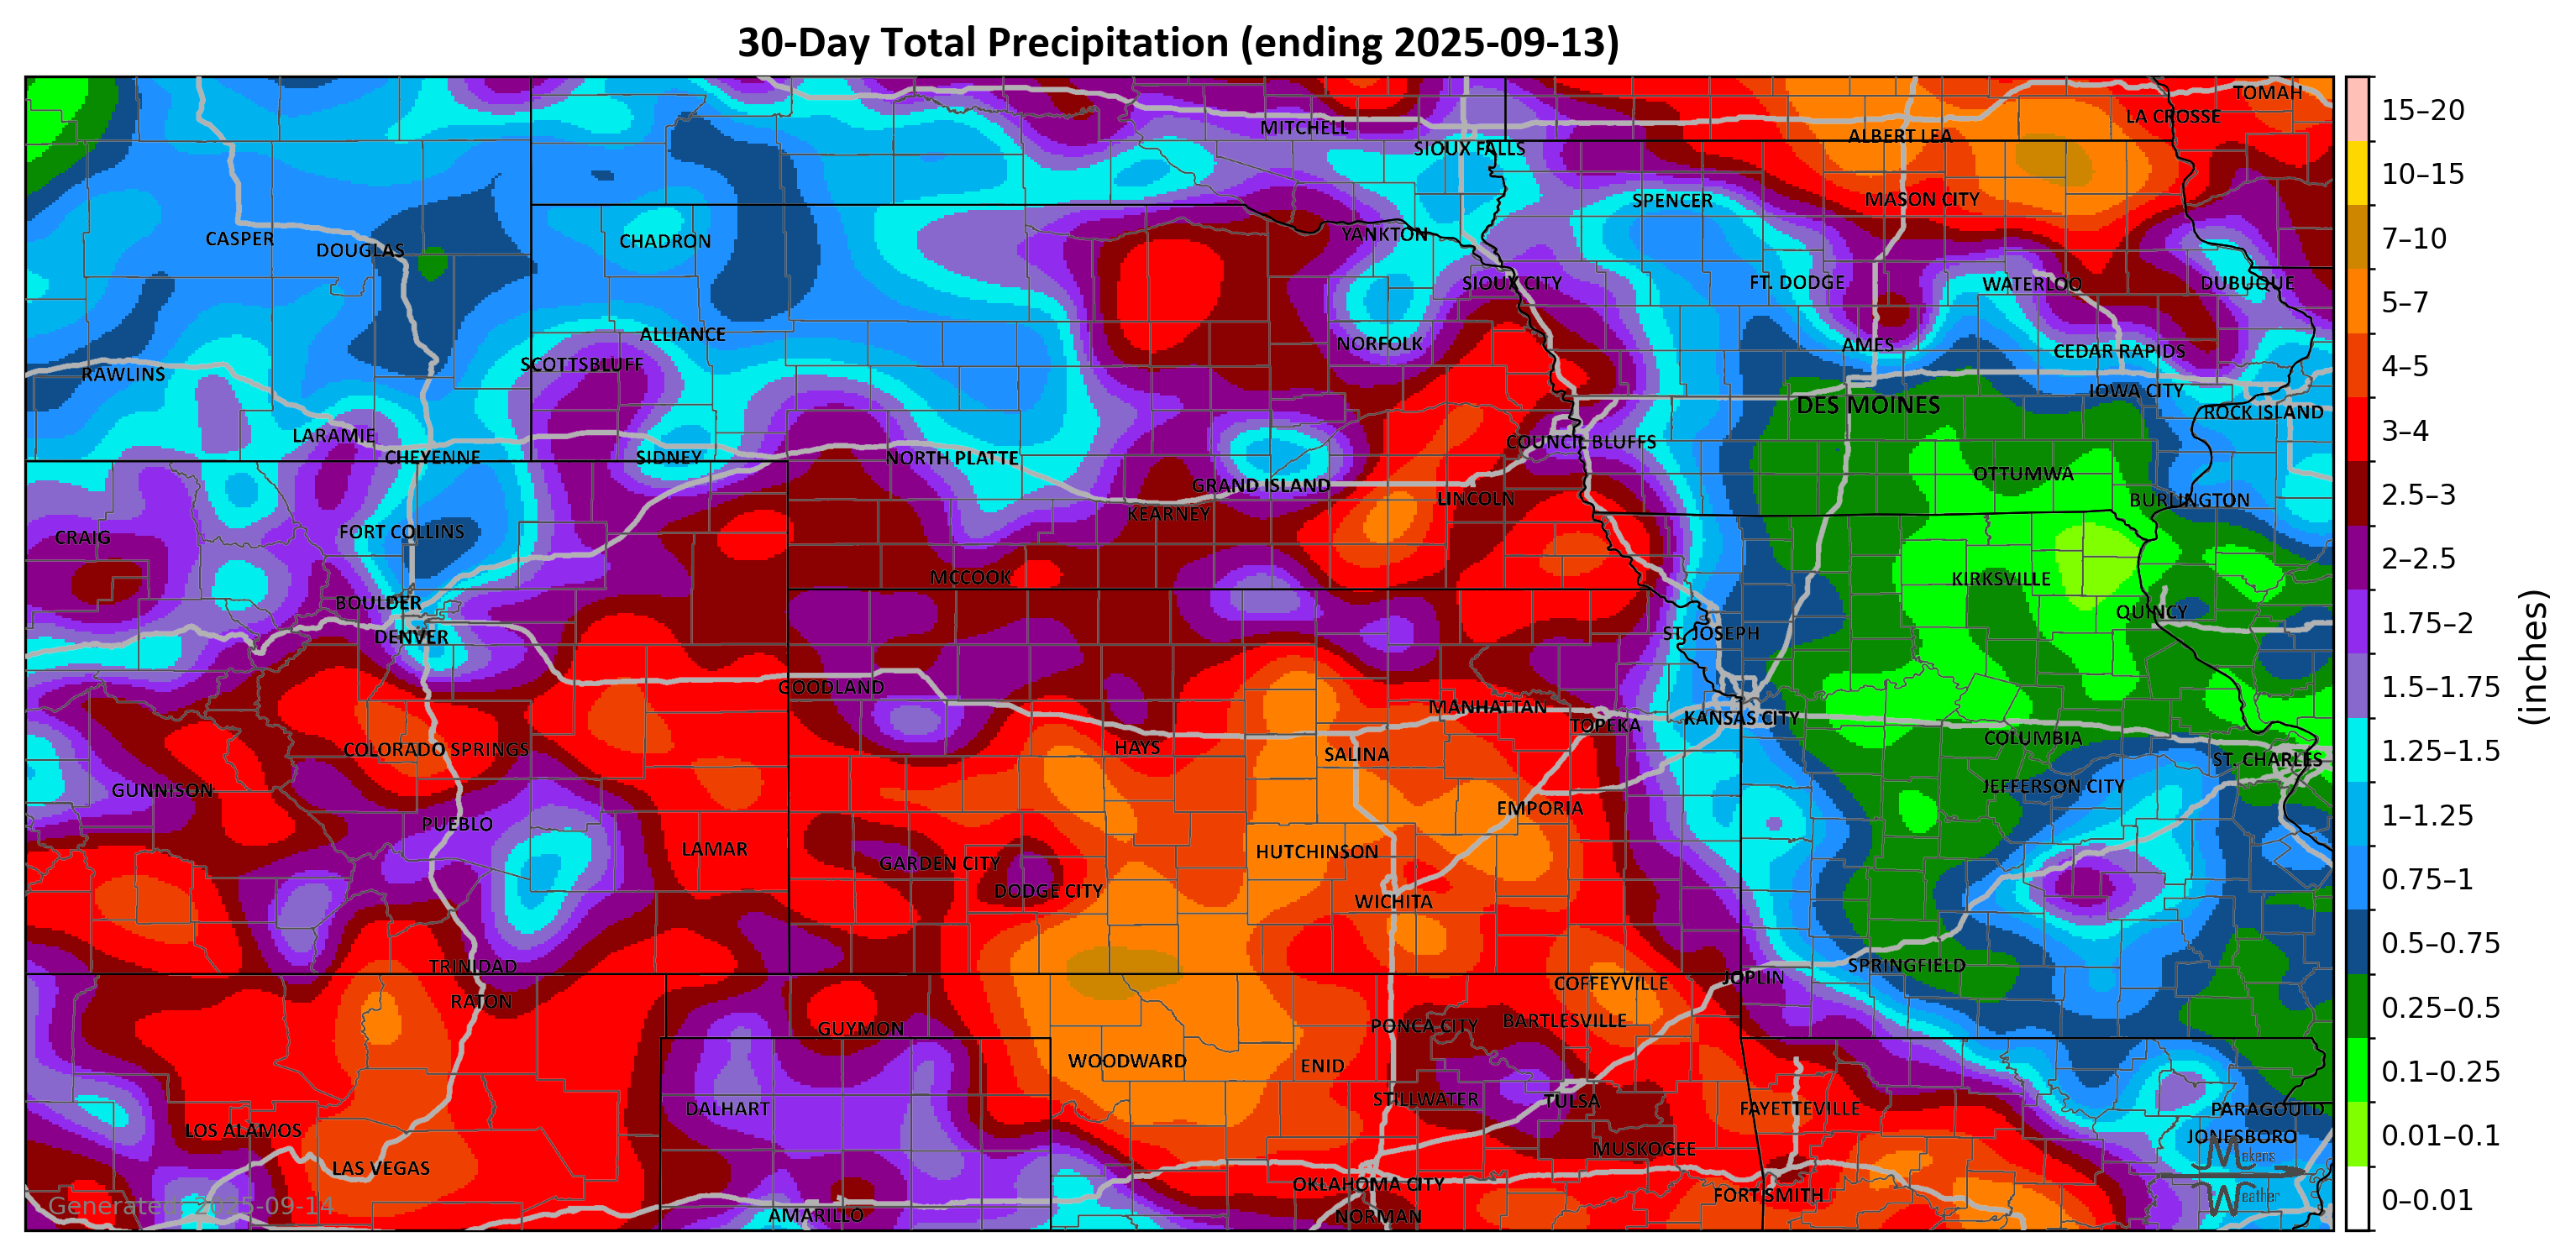 30-Day Total Precipitation (ending 2025-09-13)
TOMAH
LA CROSSE
MITCHELL
ALBERT LEA
SIOUX FALLS
SPENCER
MASON CITY
CASPER
DOUGLAS
CHADRON
YANKTON
SIOUX CITY
FT. DODGE
WATERLOO
DUBUQUE
ALLIANCE
NORFOLK
AMES
CEDAR RAPIDS
SCOTTSBLUFF
RAWLINS
IOWA CITY
DES MOINES
ROCK ISLAND
LARAMIE
COUNCIL BLUFFS
CHEYENNE
SIDNEY
NORTH PLATTE
OTTUMWA
GRAND ISLAND
LINCOLN
BURLINGTON
KEARNEY
CRAIG
FORT COLLINS
MCCOOK
KIRKSVILLE
BOULDER
QUINCY
DENVER
ST. JOSEPH
GOODLAND
MANHATTAN
TOPEKA
KANSAS CITY
COLORADO SPRINGS
HAYS
SALINA
COLUMBIA
ST. CHARLES
GUNNISON
JEFFERSON CITY
EMPORIA
PUEBLO
LAMAR
HUTCHINSON
GARDEN CITY
DODGE CITY
WICHITA
TRINIDAD
SPRINGFIELD
COFFEYVILLE
JOPLIN
RATON
GUYMON
PONCA CITY
BARTLESVILLE
WOODWARD
ENID
DALHART
STILLWATER
TULSA
FAYETTEVILLE
PARAGOULD
LOS ALAMOS
JONESBORO
MUSKOGEE
LAS VEGAS
OKLAHOMA CITY
FORT SMITH
AMARILLO
NORMAN
Generated: 2025-09-14
Makens
Weather
15–20
10–15
7–10
5–7
4–5
3–4
2.5–3
2–2.5
1.75–2
1.5–1.75
1.25–1.5
1–1.25
0.75–1
0.5–0.75
0.25–0.5
0.1–0.25
0.01–0.1
0–0.01
(inches)